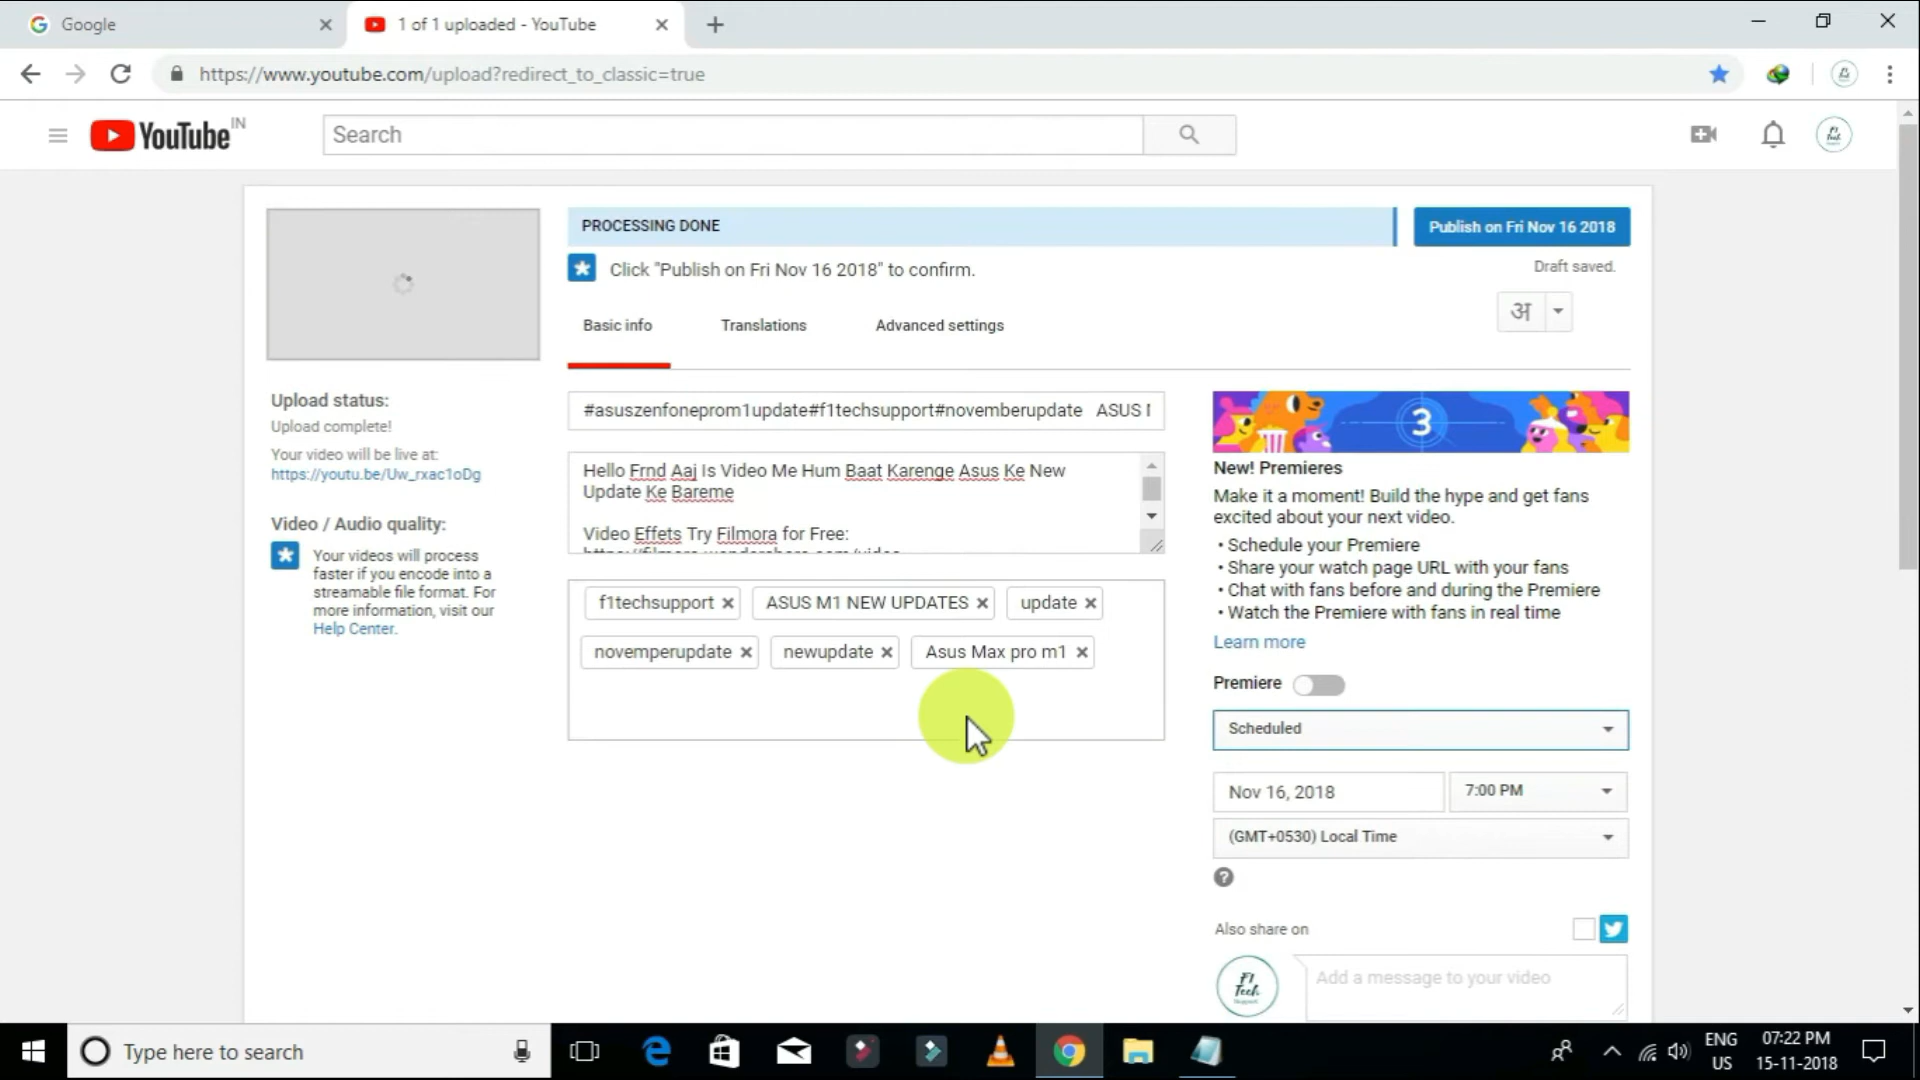 Google
1 of 1 uploaded - YouTube
https://www.youtube.com/upload?redirect_to_classic=true
YouTube IN
Search
PROCESSING DONE
Publish on Fri Nov 16 2018
Click "Publish on Fri Nov 16 2018" to confirm.
Draft saved.
Basic info
Translations
Advanced settings
अ
Upload status:
Upload complete!
Your video will be live at:
https://youtu.be/Uw_rxac1oDg
Video / Audio quality:
Your videos will process
faster if you encode into a
streamable file format. For
more information, visit our
Help Center.
#asuszenfoneprom1update#f1techsupport#novemberupdate ASUS
Hello Frnd Aaj Is Video Me Hum Baat Karenge Asus Ke New
Update Ke Bareme
Video Effets Try Filmora for Free:
https://filmora.wondershare.com/video
f1techsupport
ASUS M1 NEW UPDATES
update
novemperupdate
newupdate
Asus Max pro m1
3
New! Premieres
Make it a moment! Build the hype and get fans
excited about your next video.
• Schedule your Premiere
• Share your watch page URL with your fans
• Chat with fans before and during the Premiere
• Watch the Premiere with fans in real time
Learn more
Premiere
Scheduled
Nov 16, 2018
7:00 PM
(GMT+0530) Local Time
Also share on
F1
Tech
Add a message to your video
Type here to search
ENG
US
07:22 PM
15-11-2018